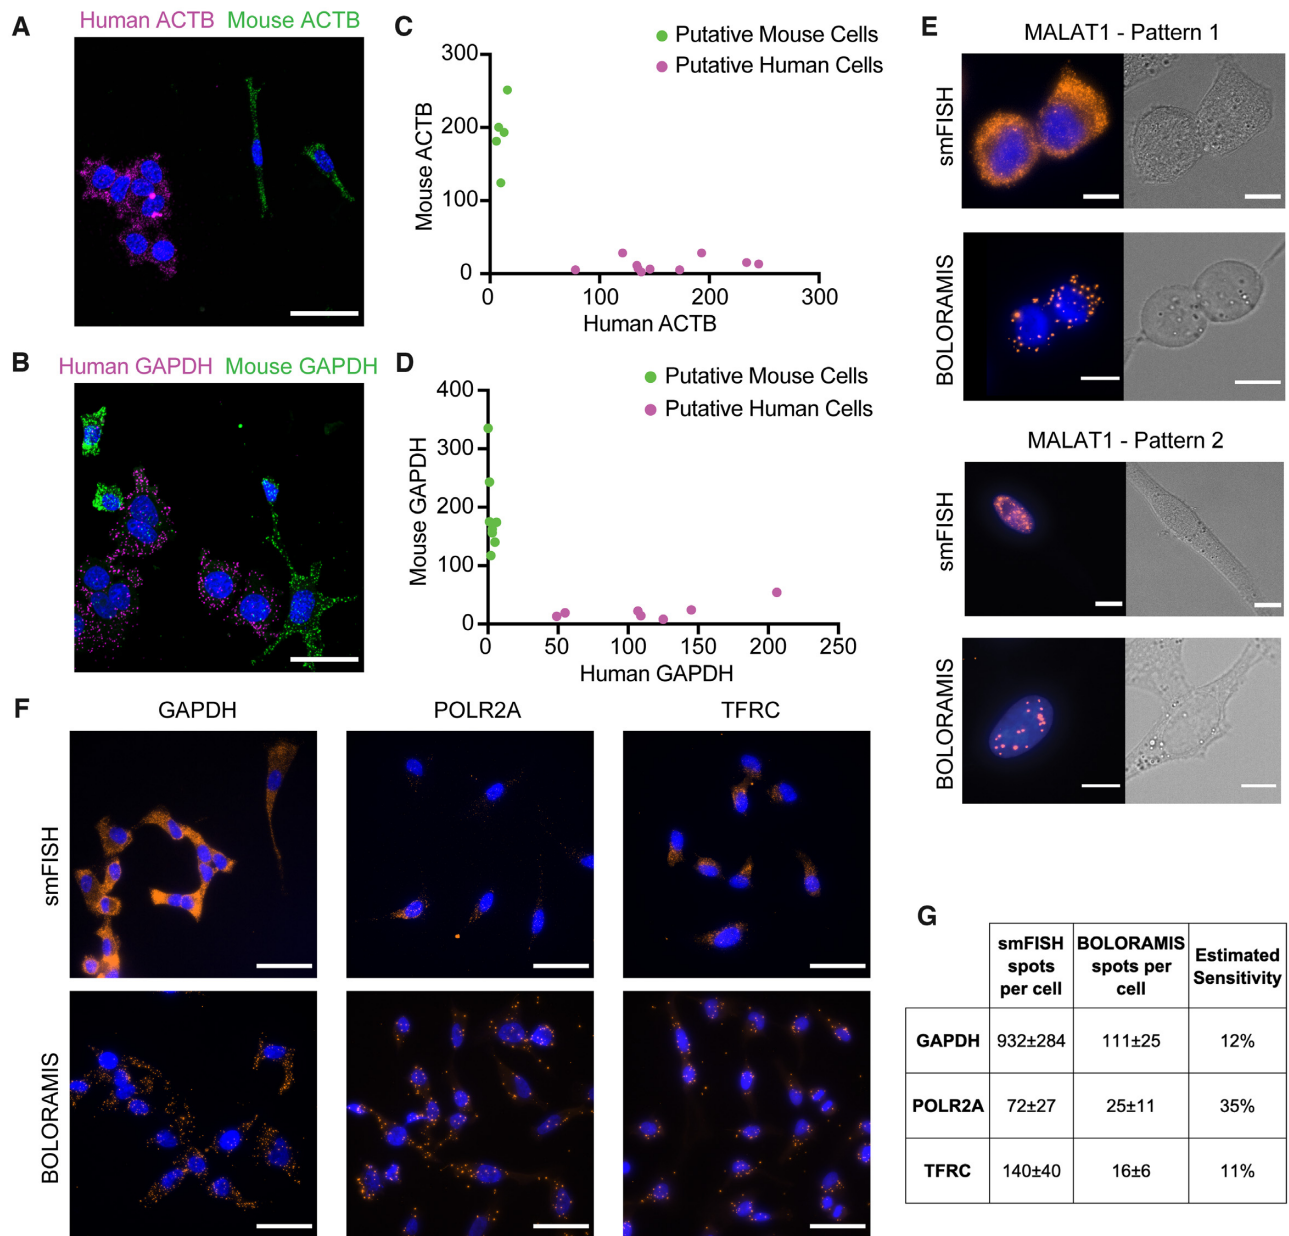 A
Human ACTB Mouse ACTB
B
Human GAPDH Mouse GAPDH
C
Putative Mouse Cells
Putative Human Cells
Mouse ACTB
300
200
100
0
0 100 200 300
Human ACTB
D
Putative Mouse Cells
Putative Human Cells
Mouse GAPDH
400
300
200
100
0
0 50 100 150 200 250
Human GAPDH
E
MALAT1 - Pattern 1
smFISH
BOLORAMIS
MALAT1 - Pattern 2
smFISH
BOLORAMIS
F
GAPDH POLR2A TFRC
smFISH
BOLORAMIS
G
smFISH spots per cell BOLORAMIS spots per cell Estimated Sensitivity
GAPDH 932±284 111±25 12%
POLR2A 72±27 25±11 35%
TFRC 140±40 16±6 11%